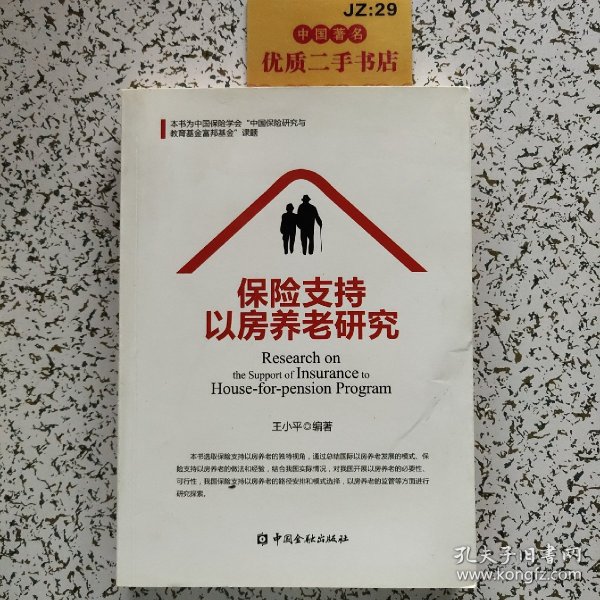 JZ:29
中国著名
优质二手书店
本书为中国保险学会“中国保险研究与
教育基金富邦基金”课题
保险支持
以房养老研究
Research on
the Support of Insurance to
House-for-pension Program
王小平◎编著
本书选取保险支持以房养老的独特视角，通过总结国际以房养老发展的模式、保
险支持以房养老的做法和经验，结合我国实际情况，对我国开展以房养老的必要性、
可行性，我国保险支持以房养老的路径安排和模式选择，以房养老的监管等方面进行
研究探索。
中国金融出版社
孔夫子旧书网
www.kongfz.com